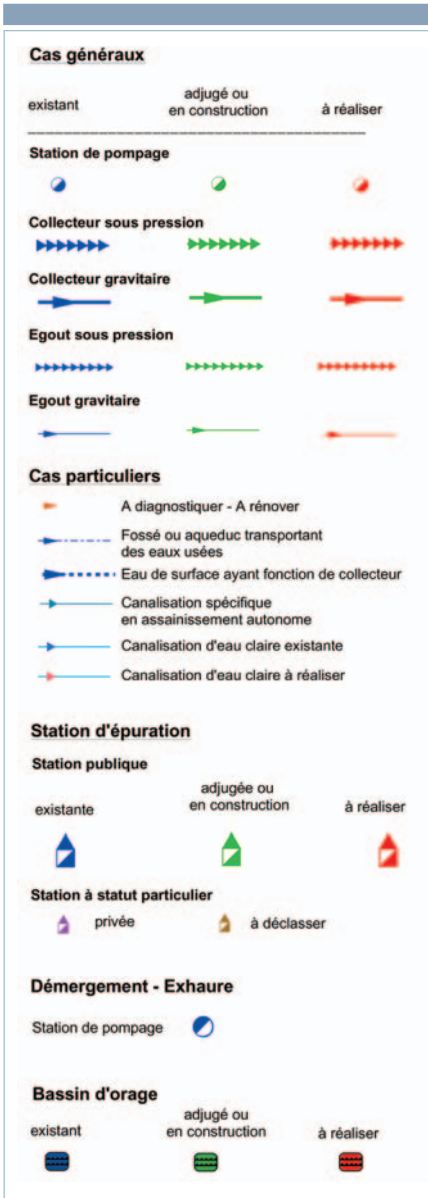 Cas généraux
existant
adjugé ou
en construction
à réaliser
Station de pompage
Collecteur sous pression
Collecteur gravitaire
Egout sous pression
Egout gravitaire
Cas particuliers
A diagnostiquer - A rénover
Fossé ou aqueduc transportant
des eaux usées
Eau de surface ayant fonction de collecteur
Canalisation spécifique
en assainissement autonome
Canalisation d'eau claire existante
Canalisation d'eau claire à réaliser
Station d'épuration
Station publique
existante
adjugée ou
en construction
à réaliser
Station à statut particulier
privée
à déclasser
Démergement - Exhaure
Station de pompage
Bassin d'orage
existant
adjugé ou
en construction
à réaliser